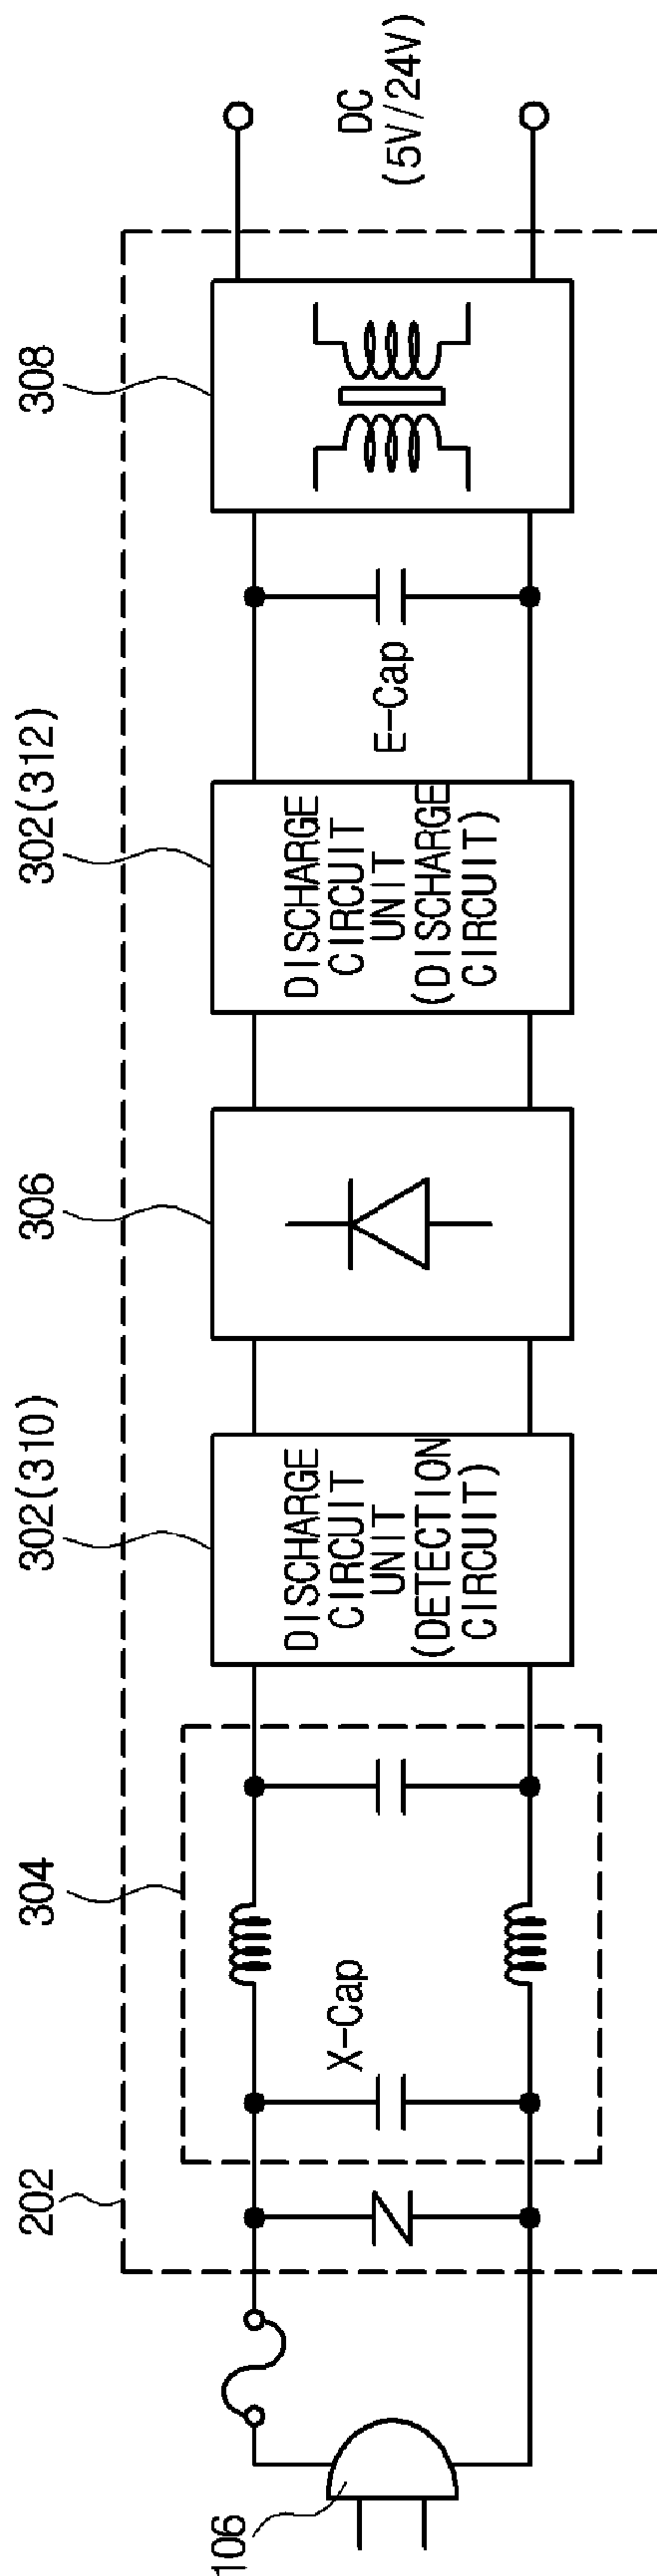 202
304
302(310)
306
302(312)
308
106
X-Cap
DISCHARGE
CIRCUIT
UNIT
(DETECTION
CIRCUIT)
DISCHARGE
CIRCUIT
UNIT
(DISCHARGE
CIRCUIT)
E-Cap
DC
(5V/24V)